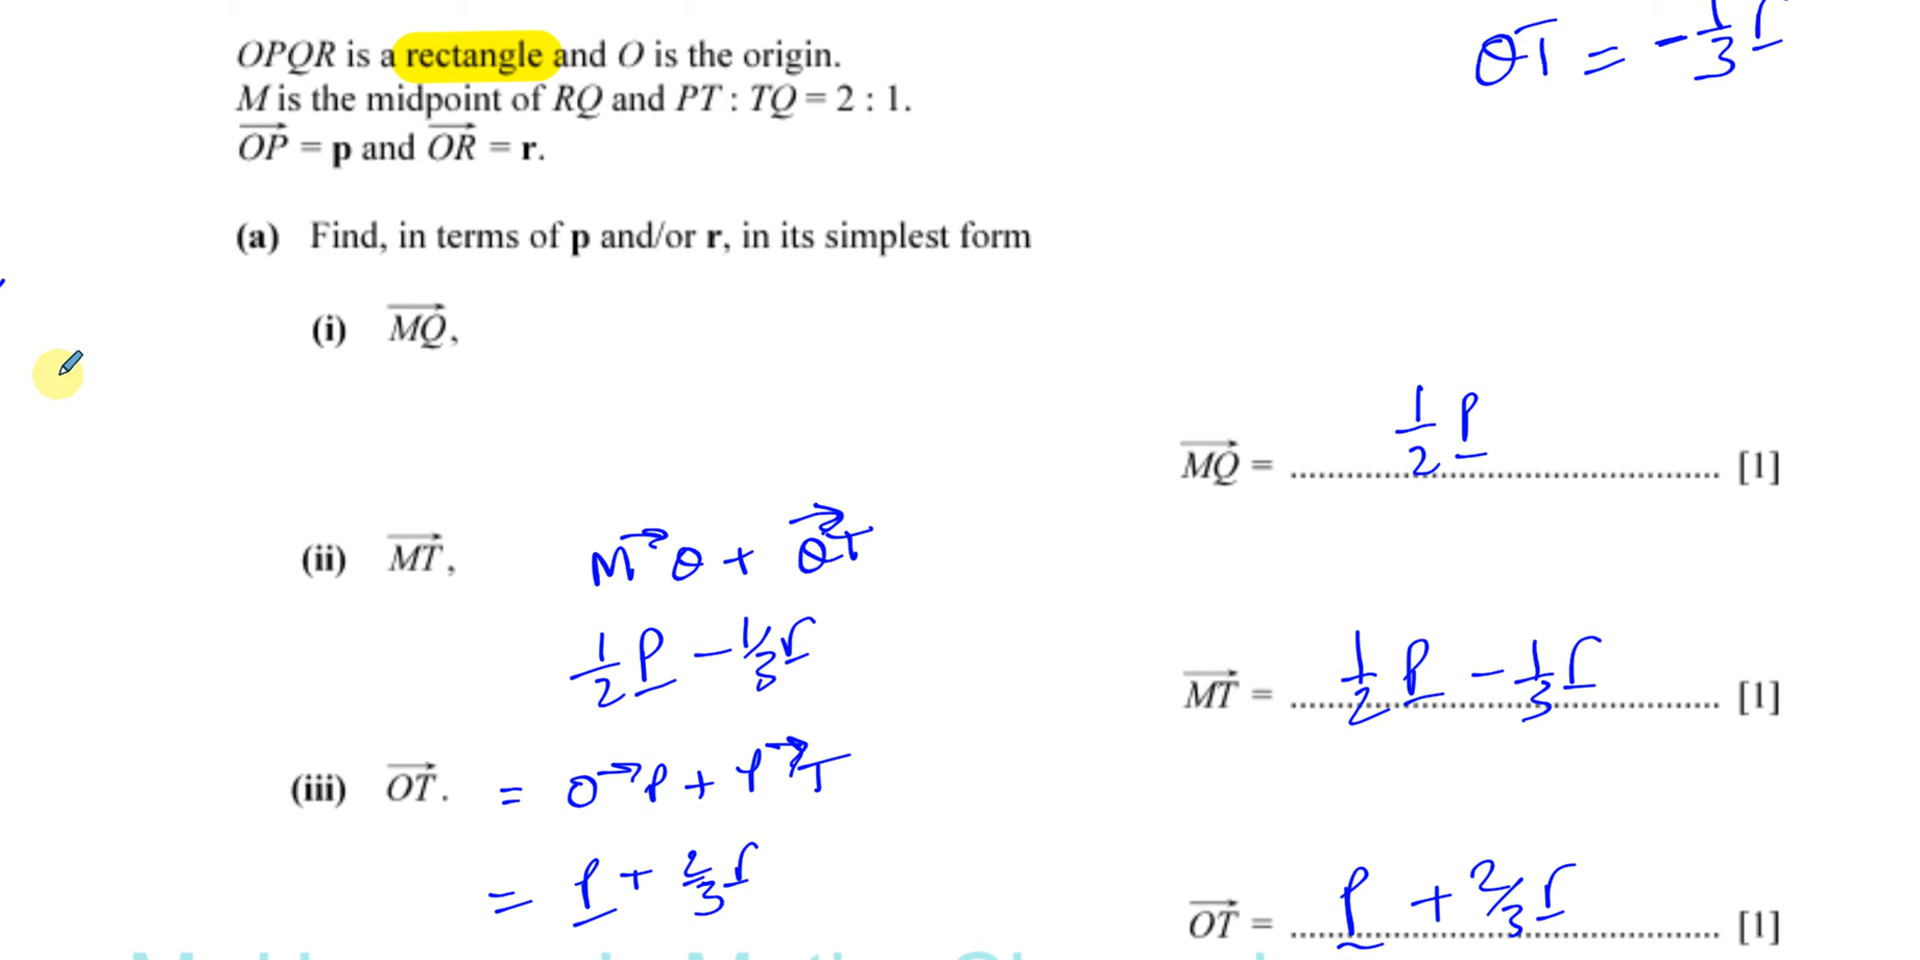 QT = -1/3 r
OPQR is a rectangle and O is the origin.
M is the midpoint of RQ and PT : TQ = 2 : 1.
OP = p and OR = r.
(a) Find, in terms of p and/or r, in its simplest form
(i) MQ,
1/2 p
MQ = ........................ [1]
(ii) MT,
MQ + QT
1/2 p - 1/3 r
MT = 1/2 p - 1/3 r [1]
(iii) OT. = OP + PT
= p + 2/3 r
OT = p + 2/3 r [1]